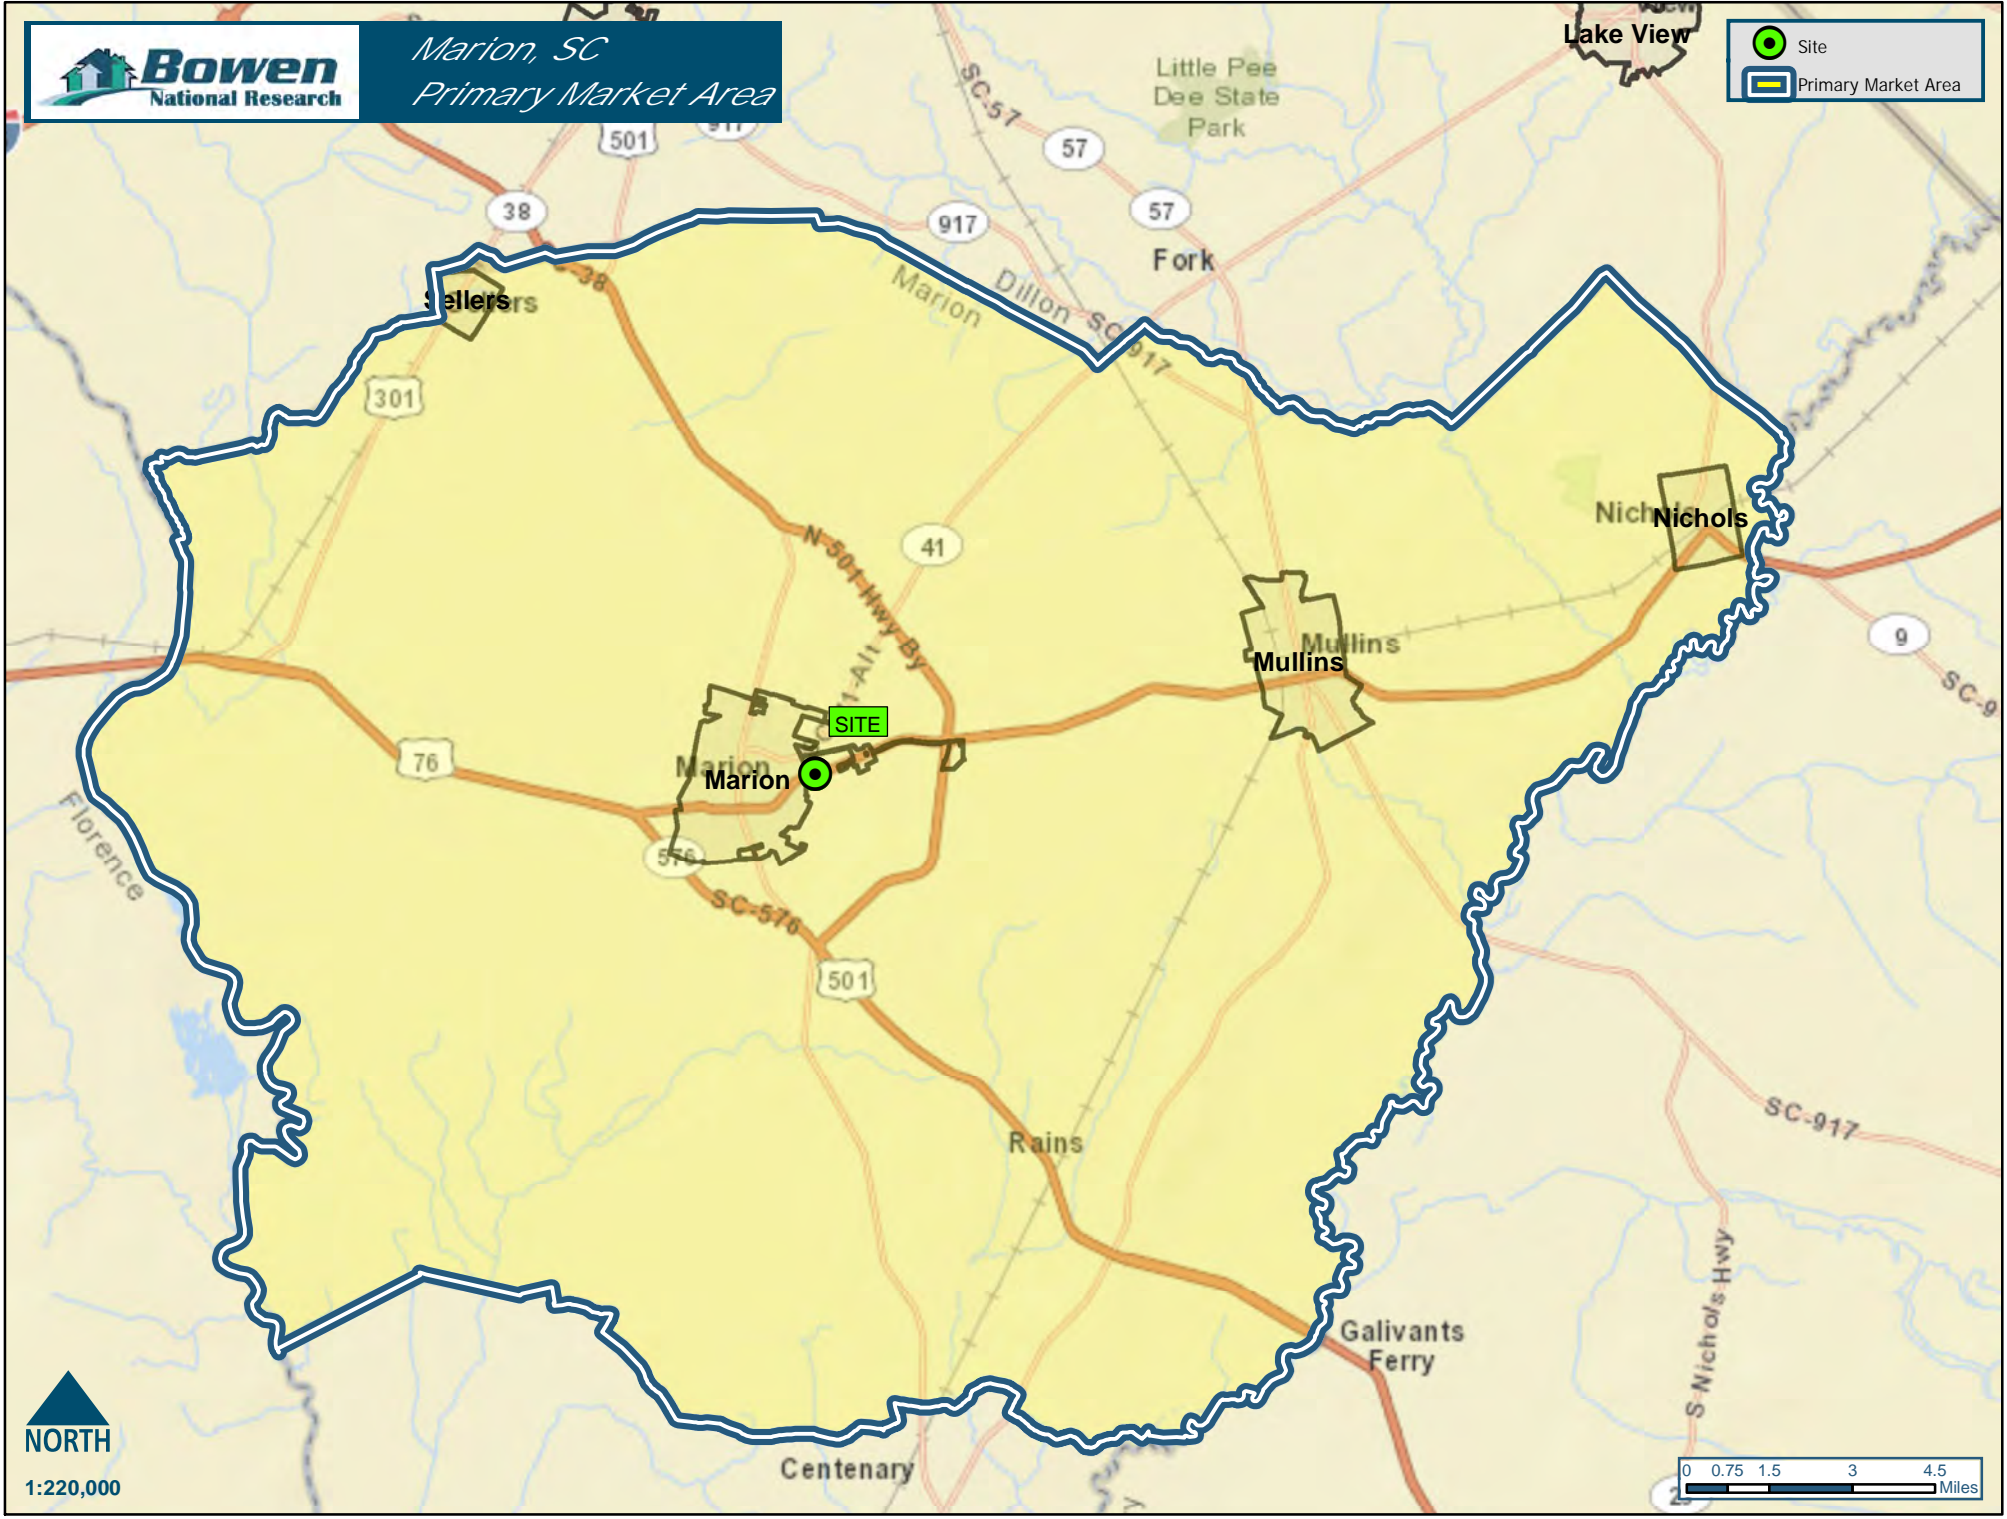 Bowen
National Research
Marion, SC
Primary Market Area
Site
Primary Market Area
Lake View
Little Pee
Dee State
Park
SC-57
57
501
917
38
57
917
Fork
Marion
Dillon
SC-917
Sellers
Sellers
301
N 501 Hwy By
41
Nichols
Nichols
9
SC-9
Mullins
Mullins
SITE
Marion
Marion
76
576
SC-576
Florence
501
Rains
SC-917
S Nichols Hwy
Galivants
Ferry
Centenary
NORTH
1:220,000
0 0.75 1.5 3 4.5
Miles